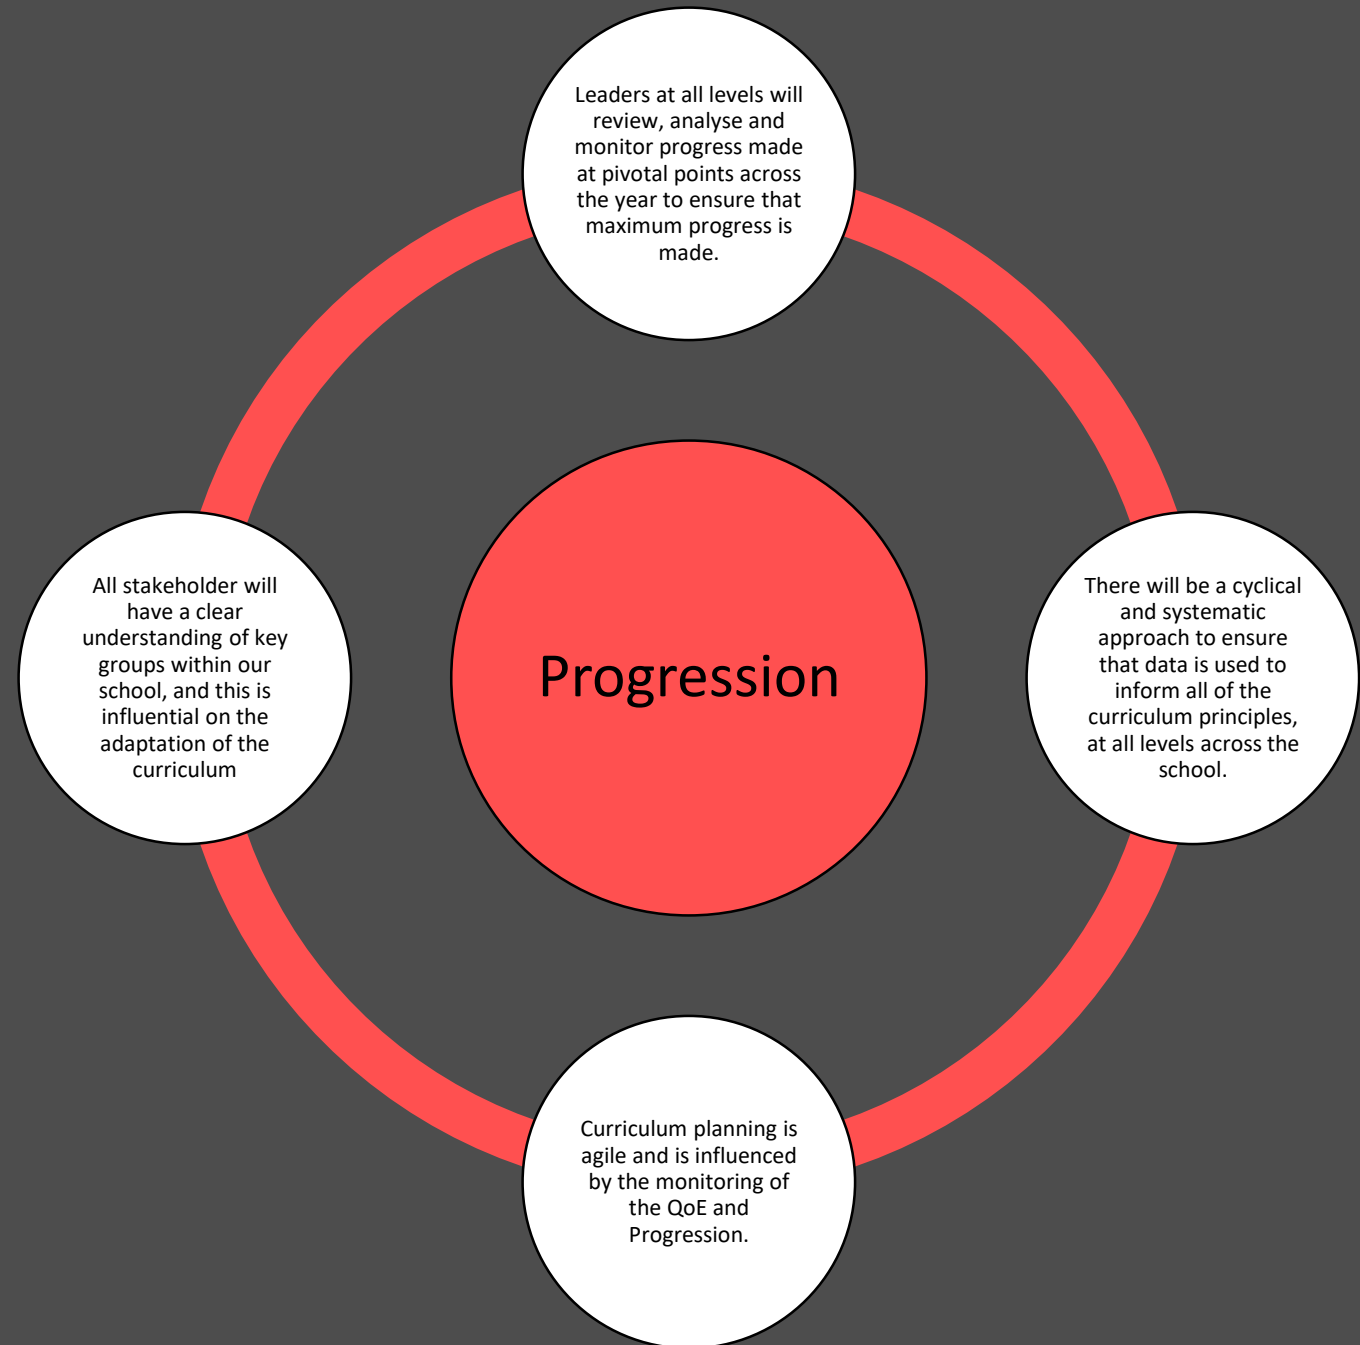 Leaders at all levels will
review, analyse and
monitor progress made
at pivotal points across
the year to ensure that
maximum progress is
made.
All stakeholder will
have a clear
understanding of key
groups within our
school, and this is
influential on the
adaptation of the
curriculum
Progression
There will be a cyclical
and systematic
approach to ensure
that data is used to
inform all of the
curriculum principles,
at all levels across the
school.
Curriculum planning is
agile and is influenced
by the monitoring of
the QoE and
Progression.